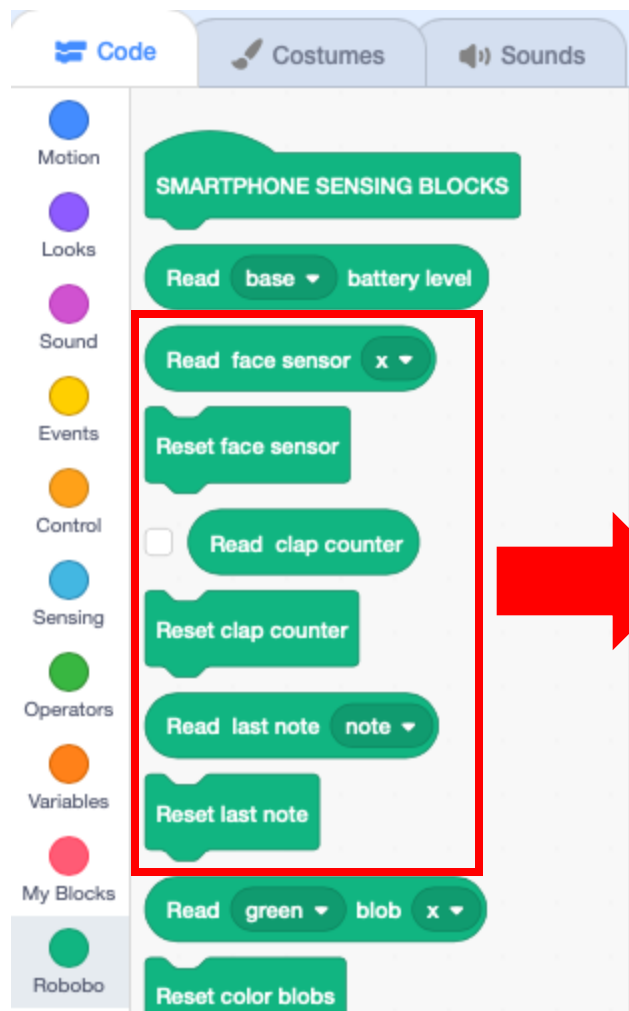 Code
Costumes
Sounds
Motion
Looks
Sound
Events
Control
Sensing
Operators
Variables
My Blocks
Robobo
SMARTPHONE SENSING BLOCKS
Read base battery level
Read face sensor x
Reset face sensor
Read clap counter
Reset clap counter
Read last note note
Reset last note
Read green blob x
Reset color blobs